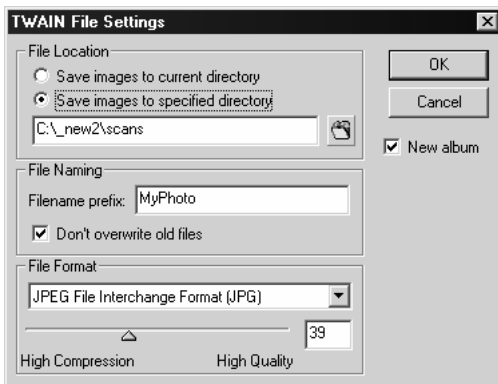 TWAIN File Settings
File Location
Save images to current directory
Save images to specified directory
C:\_new2\scans
OK
Cancel
New album
File Naming
Filename prefix: MyPhoto
Don't overwrite old files
File Format
JPEG File Interchange Format (JPG)
39
High Compression High Quality